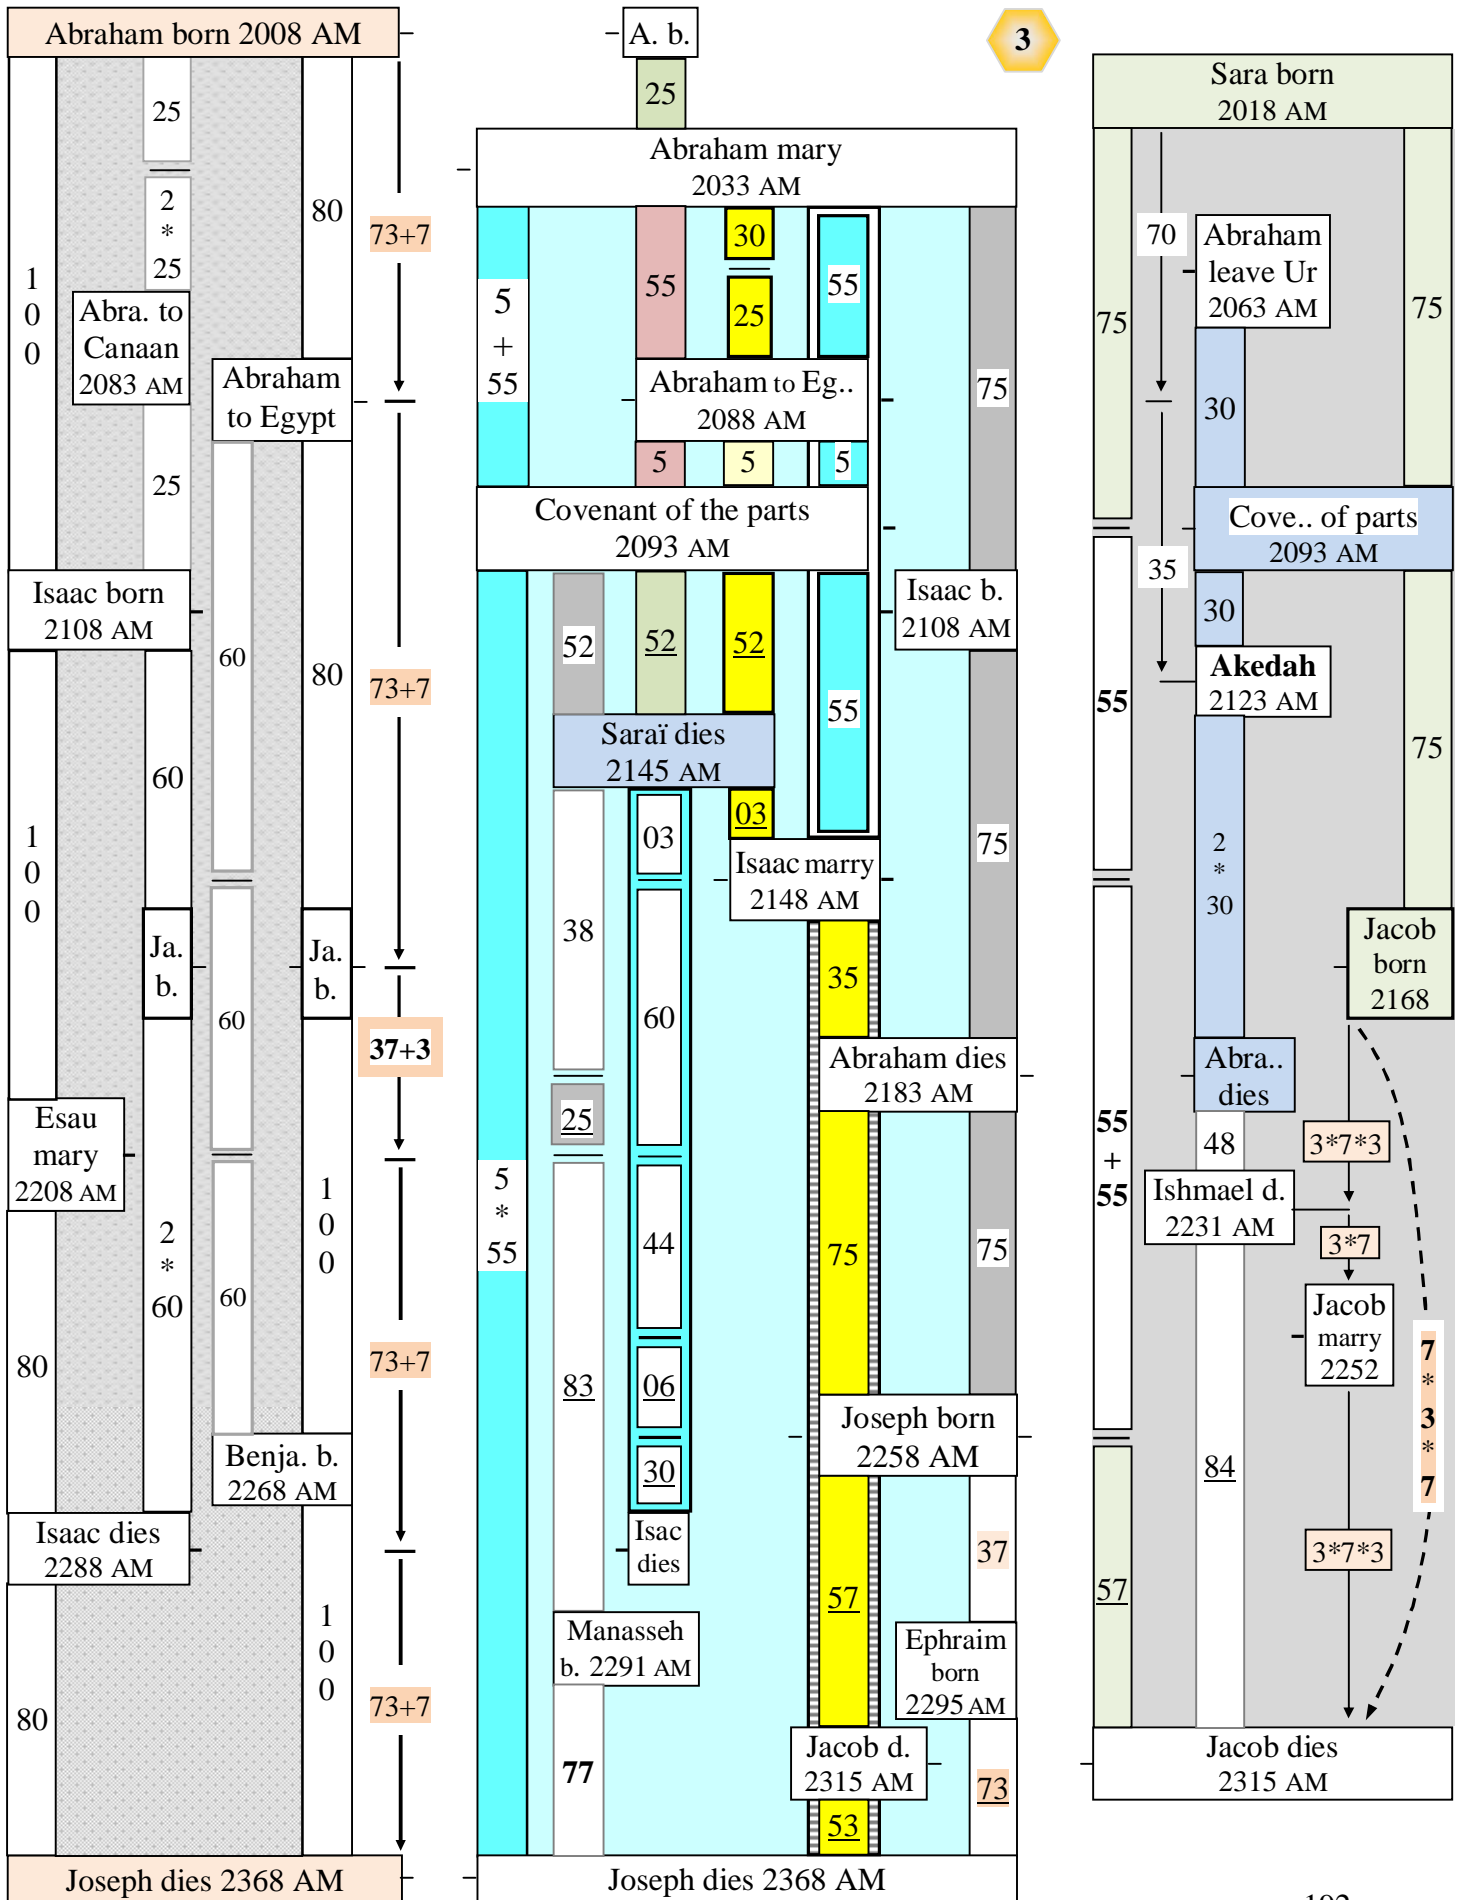 Abraham born 2008 AM
25
2
*
25
80
73+7
1
0
0
Abra. to
Canaan
2083 AM
Abraham
to Egypt
25
Isaac born
2108 AM
60
80
73+7
60
1
0
0
Ja.
b.
Ja.
b.
60
37+3
Esau
mary
2208 AM
1
0
0
2
*
60
60
80
73+7
Benja. b.
2268 AM
Isaac dies
2288 AM
1
0
0
80
73+7
Joseph dies 2368 AM
A. b.
3
25
Abraham mary
2033 AM
30
55
55
25
5
+
55
75
Abraham to Eg..
2088 AM
5
5
5
Covenant of the parts
2093 AM
Isaac b.
2108 AM
52
52
52
55
Saraï dies
2145 AM
03
03
75
Isaac marry
2148 AM
38
35
60
Abraham dies
2183 AM
25
5
*
55
44
75
75
83
06
Joseph born
2258 AM
30
Isac
dies
37
57
Manasseh
b. 2291 AM
Ephraim
born
2295 AM
77
Jacob d.
2315 AM
73
53
Joseph dies 2368 AM
Sara born
2018 AM
70
Abraham
leave Ur
2063 AM
75
75
30
Cove.. of parts
2093 AM
35
30
Akedah
2123 AM
55
75
2
*
30
Jacob
born
2168
Abra..
dies
55
+
55
48
3*7*3
Ishmael d.
2231 AM
3*7
Jacob
marry
2252
7
*
3
*
7
84
3*7*3
57
Jacob dies
2315 AM